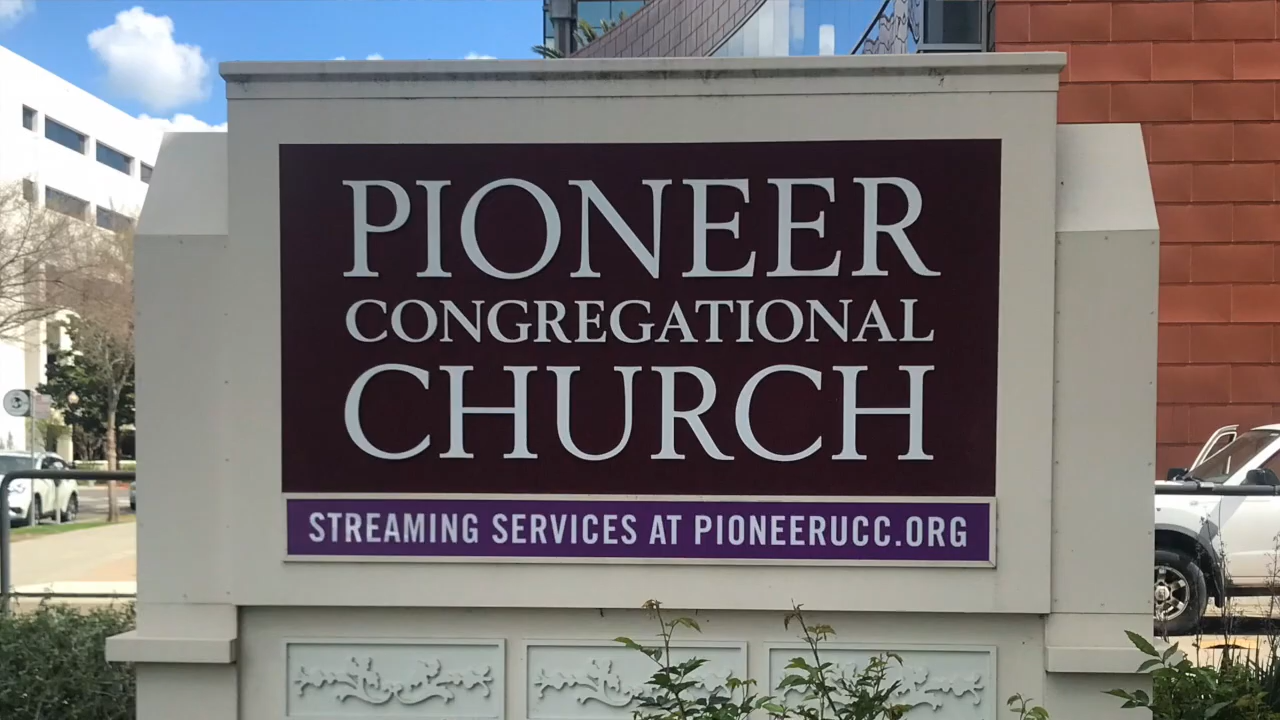 PIONEER
CONGREGATIONAL
CHURCH
STREAMING SERVICES AT PIONEERUCC.ORG